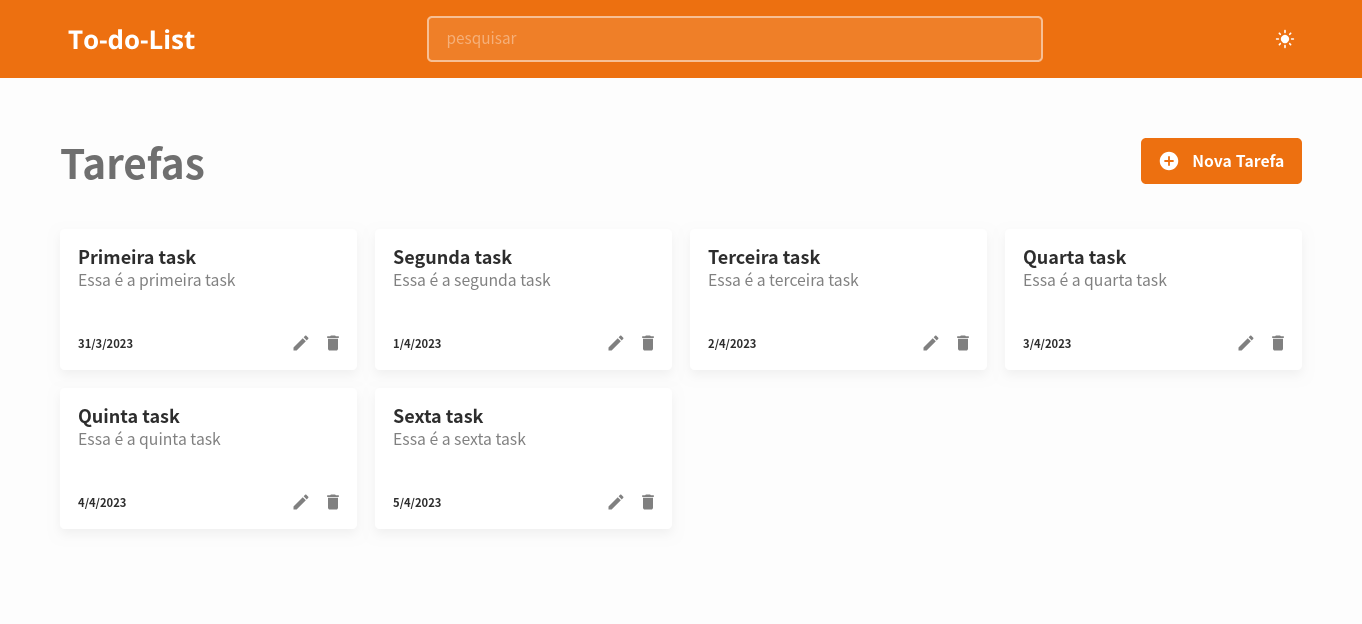 To-do-List
pesquisar
Tarefas
Nova Tarefa
Primeira task
Essa é a primeira task
31/3/2023
Segunda task
Essa é a segunda task
1/4/2023
Terceira task
Essa é a terceira task
2/4/2023
Quarta task
Essa é a quarta task
3/4/2023
Quinta task
Essa é a quinta task
4/4/2023
Sexta task
Essa é a sexta task
5/4/2023